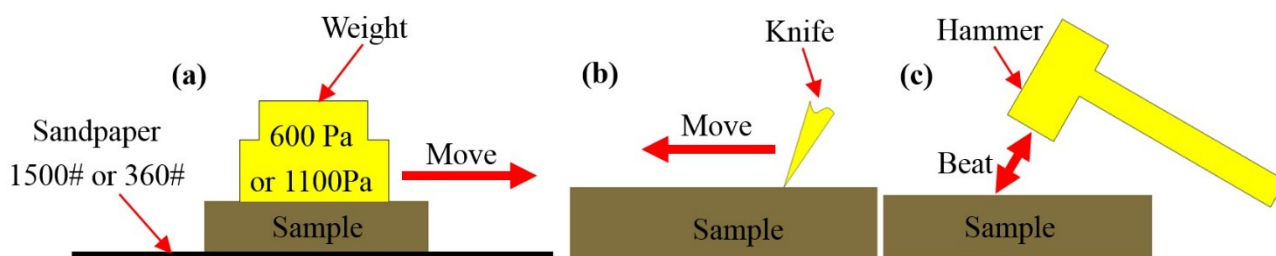 Weight
(a)
600 Pa
or 1100Pa
Move
Sandpaper
1500# or 360#
Sample
(b)
Knife
Move
Sample
(c)
Hammer
Beat
Sample